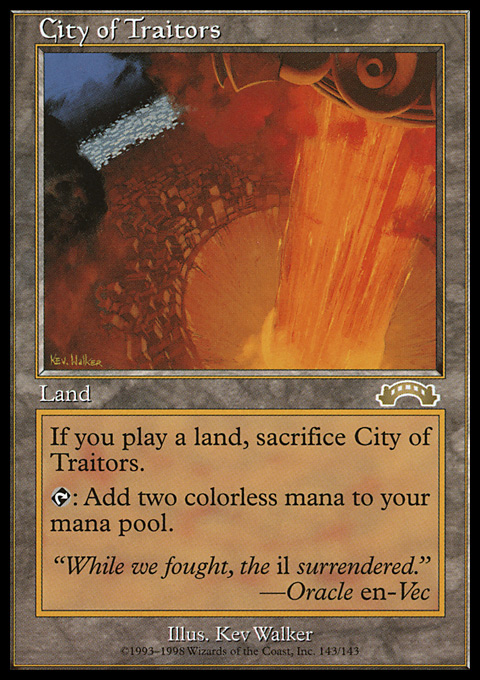 City of Traitors
KEV. WALKER
Land
If you play a land, sacrifice City of
Traitors.
: Add two colorless mana to your
mana pool.
“While we fought, the il surrendered.”
—Oracle en-Vec
Illus. Kev Walker
©1993–1998 Wizards of the Coast, Inc. 143/143